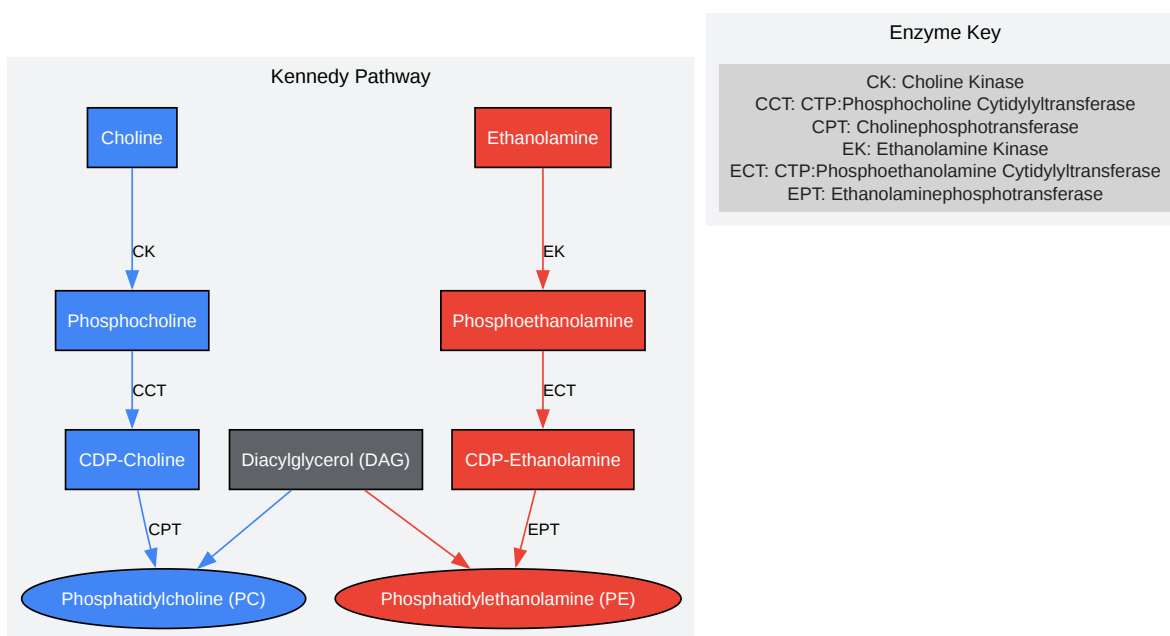 Enzyme Key
CK: Choline Kinase
CCT: CTP:Phosphocholine Cytidylyltransferase
CPT: Cholinephosphotransferase
EK: Ethanolamine Kinase
ECT: CTP:Phosphoethanolamine Cytidylyltransferase
EPT: Ethanolaminephosphotransferase
Kennedy Pathway
Choline
Ethanolamine
CK
EK
Phosphocholine
Phosphoethanolamine
CCT
ECT
CDP-Choline
Diacylglycerol (DAG)
CDP-Ethanolamine
CPT
EPT
Phosphatidylcholine (PC)
Phosphatidylethanolamine (PE)